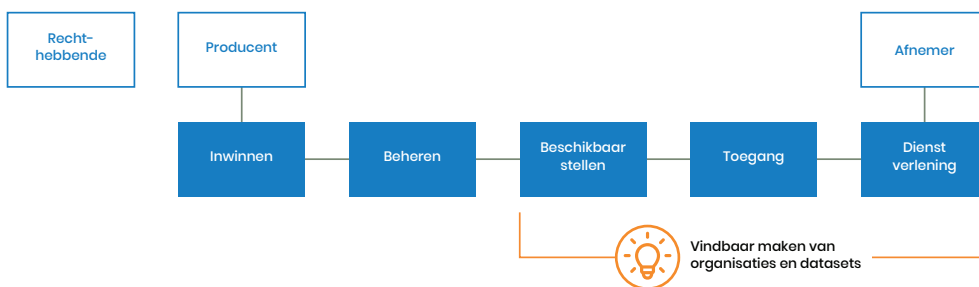 Recht-
hebbende
Producent
Afnemer
Inwinnen
Beheren
Beschikbaar
stellen
Toegang
Dienst
verlening
Vindbaar maken van
organisaties en datasets